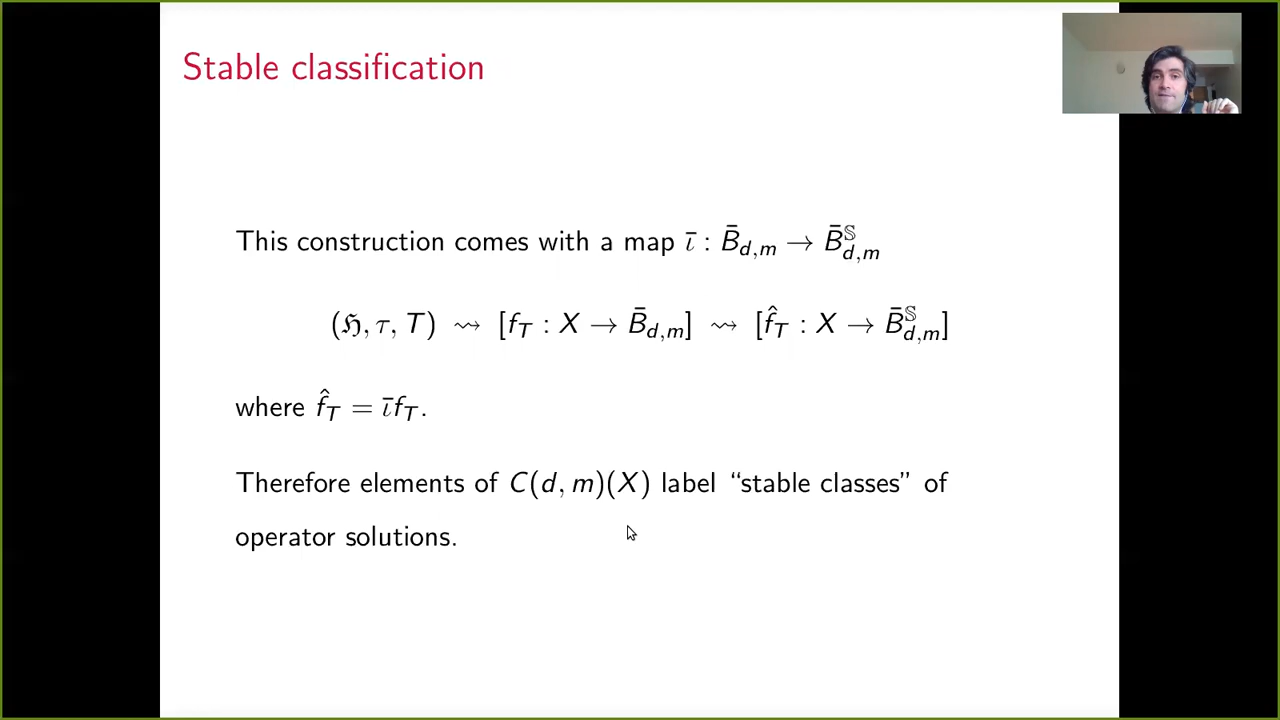 Stable classification
This construction comes with a map ῑ : B̄_{d,m} → B̄^𝕊_{d,m}
(ℌ, τ, T) ⇝ [f_T : X → B̄_{d,m}] ⇝ [f̂_T : X → B̄^𝕊_{d,m}]
where f̂_T = ῑf_T.
Therefore elements of C(d, m)(X) label “stable classes” of
operator solutions.